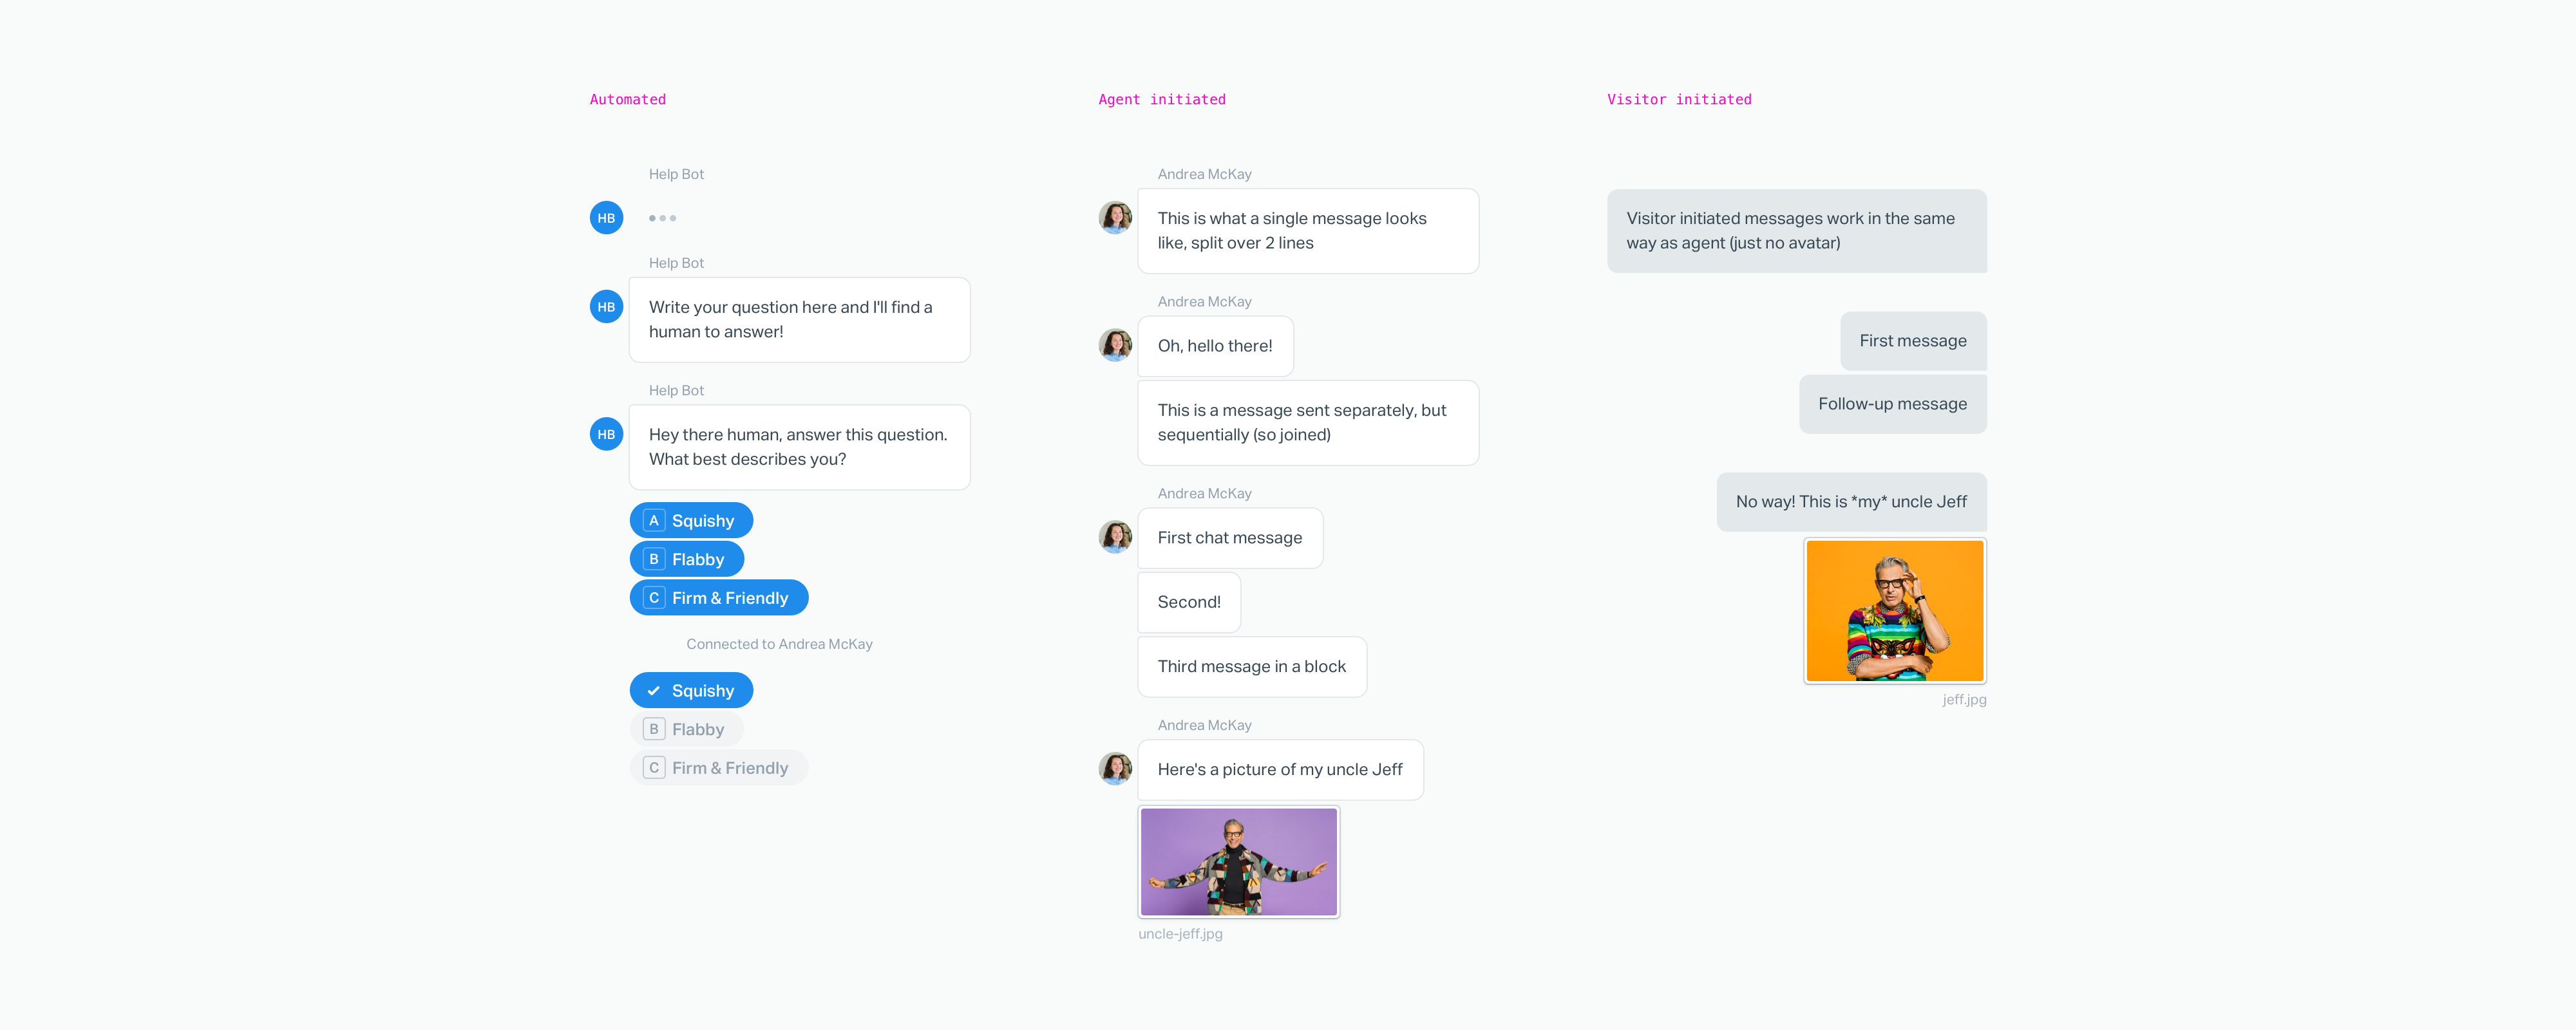 Automated
Help Bot
HB
Help Bot
HB
Write your question here and I'll find a
human to answer!
Help Bot
HB
Hey there human, answer this question.
What best describes you?
A Squishy
B Flabby
C Firm & Friendly
Connected to Andrea McKay
Squishy
B Flabby
C Firm & Friendly
Agent initiated
Andrea McKay
This is what a single message looks
like, split over 2 lines
Andrea McKay
Oh, hello there!
This is a message sent separately, but
sequentially (so joined)
Andrea McKay
First chat message
Second!
Third message in a block
Andrea McKay
Here's a picture of my uncle Jeff
uncle-jeff.jpg
Visitor initiated
Visitor initiated messages work in the same
way as agent (just no avatar)
First message
Follow-up message
No way! This is *my* uncle Jeff
jeff.jpg